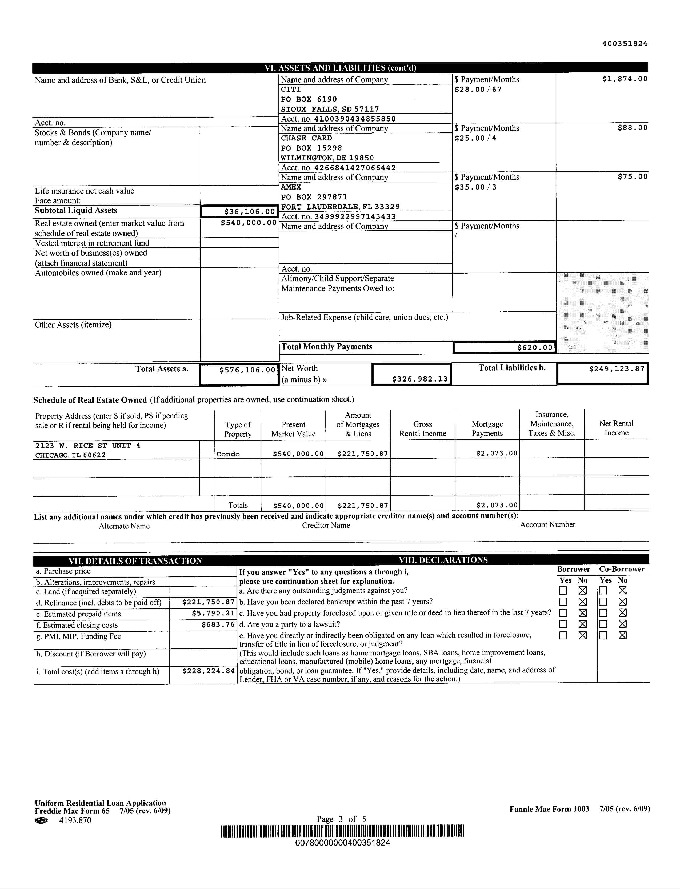 400351824
VI. ASSETS AND LIABILITIES (cont'd)
Name and address of Bank, S&L, or Credit Union
Name and address of Company
$ Payment/Months
$1,874.00
CITI
$28.00/67
PO BOX 6190
SIOUX FALLS, SD 57117
Acct. no.
Acct. no. 4100390434855850
Stocks & Bonds (Company name/
number & description)
Name and address of Company
$ Payment/Months
$88.00
CHASE CARD
$25.00/4
PO BOX 15298
WILMINGTON, DE 19850
Acct. no. 4266841427065442
Name and address of Company
$ Payment/Months
$75.00
AMEX
$35.00/3
PO BOX 297871
FORT LAUDERDALE, FL 33329
Acct. no. 3499922597143433
Life insurance net cash value
Face amount:
Subtotal Liquid Assets
$36,106.00
Real estate owned (enter market value from
schedule of real estate owned)
$540,000.00
Name and address of Company
$ Payment/Months
/
Vested interest in retirement fund
Net worth of business(es) owned
(attach financial statement)
Acct. no.
Automobiles owned (make and year)
Alimony/Child Support/Separate
Maintenance Payments Owed to:
Other Assets (itemize)
Job-Related Expense (child care, union dues, etc.)
Total Monthly Payments
$620.00
Total Assets a.
$576,106.00
Net Worth
(a minus b) =
$326,982.13
Total Liabilities b.
$249,123.87
Schedule of Real Estate Owned (If additional properties are owned, use continuation sheet.)
Property Address (enter S if sold, PS if pending
sale or R if rental being held for income)
Type of
Property
Present
Market Value
Amount
of Mortgages
& Liens
Gross
Rental Income
Mortgage
Payments
Insurance,
Maintenance,
Taxes & Misc.
Net Rental
Income
2123 W. RICE ST UNIT 4
CHICAGO IL 60622
Condo
$540,000.00
$221,750.87
$2,073.00
Totals
$540,000.00
$221,750.87
$2,073.00
List any additional names under which credit has previously been received and indicate appropriate creditor name(s) and account number(s):
Alternate Name
Creditor Name
Account Number
VII. DETAILS OF TRANSACTION
VIII. DECLARATIONS
a. Purchase price
b. Alterations, improvements, repairs
c. Land (if acquired separately)
d. Refinance (incl. debts to be paid off)
$221,750.87
e. Estimated prepaid items
$5,790.21
f. Estimated closing costs
$683.76
g. PMI, MIP, Funding Fee
h. Discount (if Borrower will pay)
i. Total cost(s) (add items a through h)
$228,224.84
If you answer "Yes" to any questions a through i,
please use continuation sheet for explanation.
Borrower
Co-Borrower
Yes No
Yes No
a. Are there any outstanding judgments against you?
b. Have you been declared bankrupt within the past 7 years?
c. Have you had property foreclosed upon or given title or deed in lieu thereof in the last 7 years?
d. Are you a party to a lawsuit?
e. Have you directly or indirectly been obligated on any loan which resulted in foreclosure,
transfer of title in lieu of foreclosure, or judgment?
(This would include such loans as home mortgage loans, SBA loans, home improvement loans,
educational loans, manufactured (mobile) home loans, any mortgage, financial
obligation, bond, or loan guarantee. If "Yes," provide details, including date, name, and address of
Lender, FHA or VA case number, if any, and reasons for the action.)
Uniform Residential Loan Application
Freddie Mac Form 65 7/05 (rev. 6/09)
4193.670
Page 3 of 5
Fannie Mae Form 1003 7/05 (rev. 6/09)
00780000000400351824